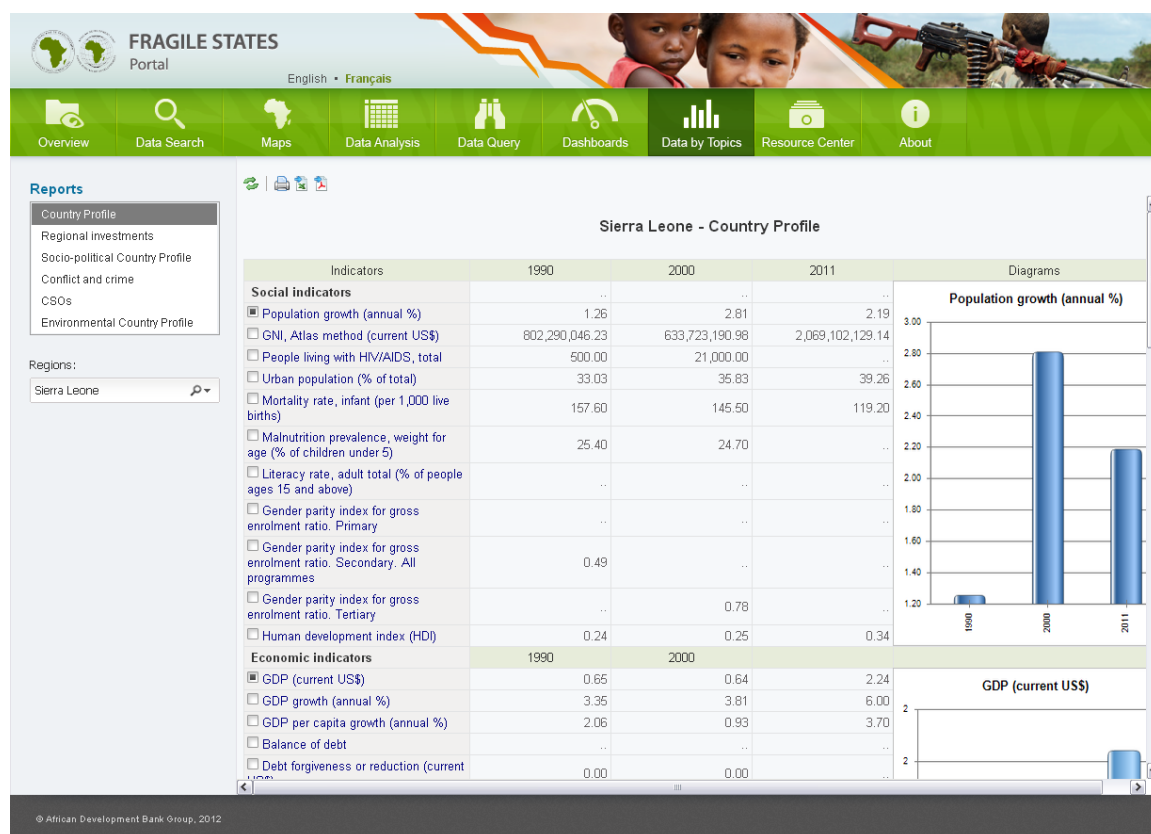 FRAGILE STATES
Portal
English • Français
Overview Data Search Maps Data Analysis Data Query Dashboards Data by Topics Resource Center About
Reports
Country Profile
Regional investments
Socio-political Country Profile
Conflict and crime
CSOs
Environmental Country Profile
Regions:
Sierra Leone
Sierra Leone - Country Profile
Indicators 1990 2000 2011 Diagrams
Social indicators .. .. ..
Population growth (annual %) 1.26 2.81 2.19
GNI, Atlas method (current US$) 802,290,046.23 633,723,190.98 2,069,102,129.14
People living with HIV/AIDS, total 500.00 21,000.00 ..
Urban population (% of total) 33.03 35.83 39.26
Mortality rate, infant (per 1,000 live
births) 157.60 145.50 119.20
Malnutrition prevalence, weight for
age (% of children under 5) 25.40 24.70 ..
Literacy rate, adult total (% of people
ages 15 and above) .. .. ..
Gender parity index for gross
enrolment ratio. Primary .. .. ..
Gender parity index for gross
enrolment ratio. Secondary. All
programmes 0.49 .. ..
Gender parity index for gross
enrolment ratio. Tertiary .. 0.78 ..
Human development index (HDI) 0.24 0.25 0.34
Economic indicators 1990 2000
GDP (current US$) 0.65 0.64 2.24
GDP growth (annual %) 3.35 3.81 6.00
GDP per capita growth (annual %) 2.06 0.93 3.70
Balance of debt .. .. ..
Debt forgiveness or reduction (current
US$) 0.00 0.00 ..
Population growth (annual %)
3.00
2.80
2.60
2.40
2.20
2.00
1.80
1.60
1.40
1.20
1990 2000 2011
GDP (current US$)
2
2
© African Development Bank Group, 2012